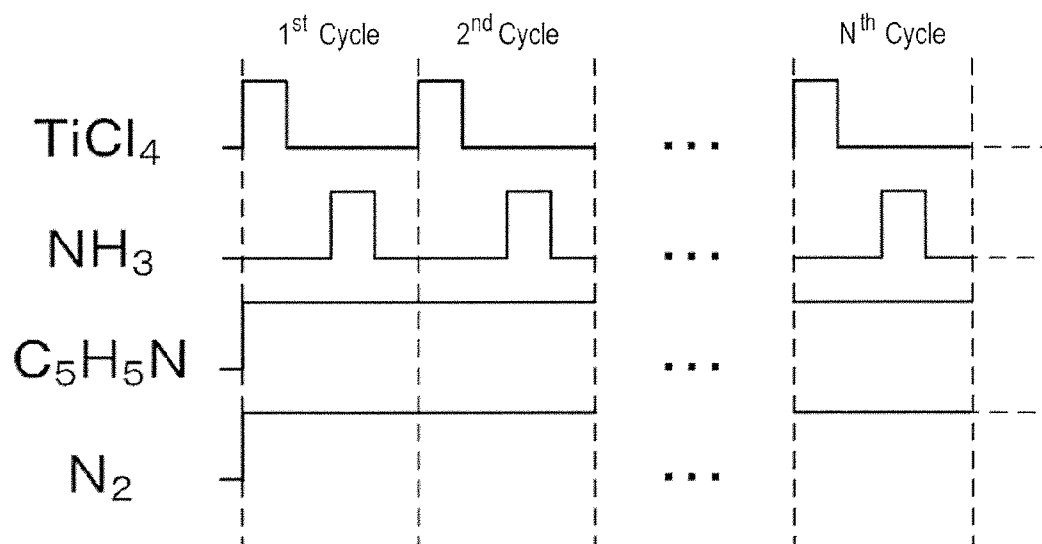 1st Cycle 2nd Cycle Nth Cycle
TiCl4
NH3
C5H5N
N2